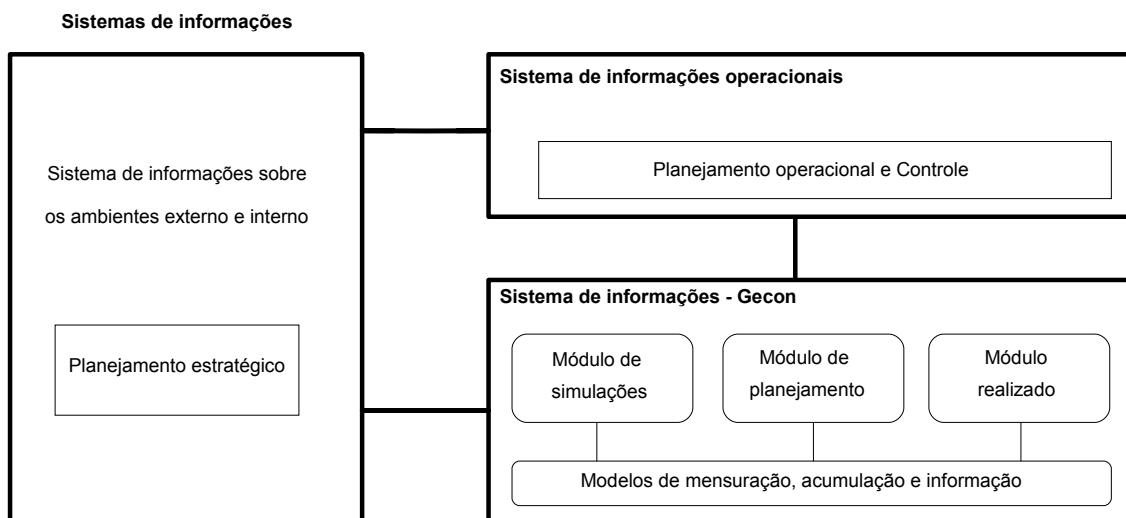 Sistemas de informações
Sistema de informações sobre
os ambientes externo e interno
Planejamento estratégico
Sistema de informações operacionais
Planejamento operacional e Controle
Sistema de informações - Gecon
Módulo de
simulações
Módulo de
planejamento
Módulo
realizado
Modelos de mensuração, acumulação e informação